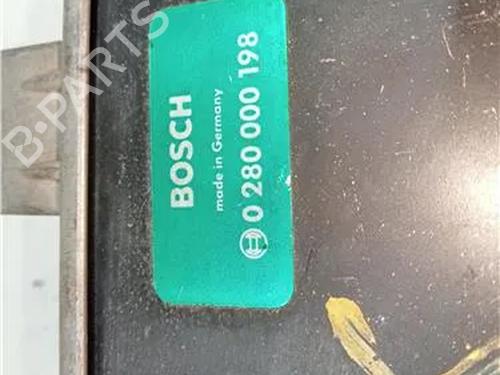 B-PARTS
BOSCH
made in Germany
0 280 000 198